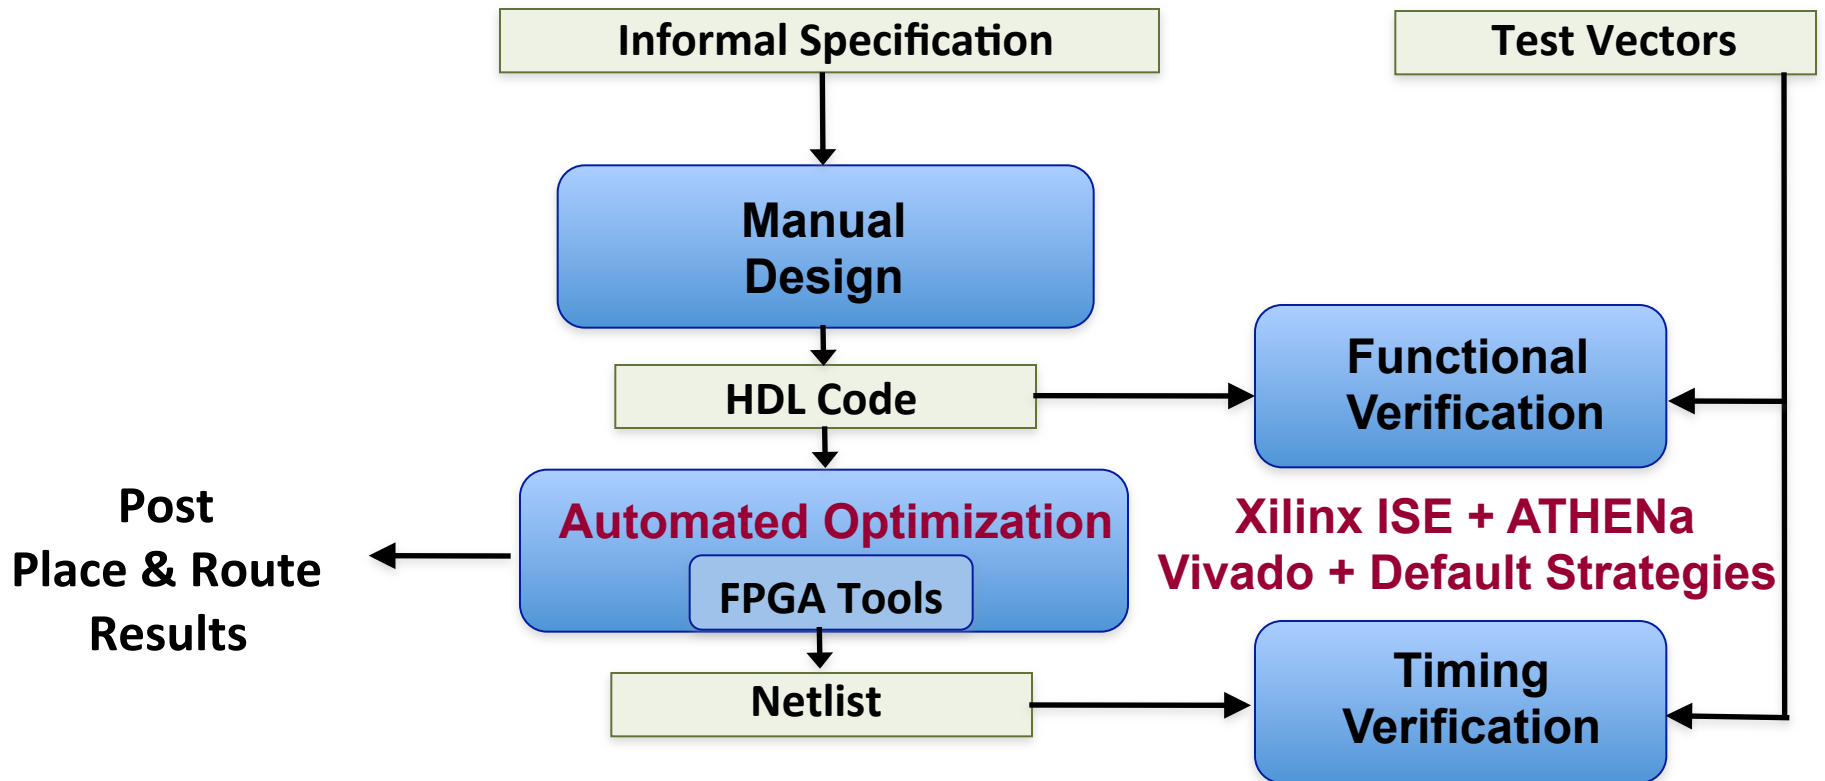 Informal Specification
Test Vectors
Manual
Design
Functional
Verification
HDL Code
Post
Place & Route
Results
Automated Optimization
FPGA Tools
Xilinx ISE + ATHENa
Vivado + Default Strategies
Netlist
Timing
Verification